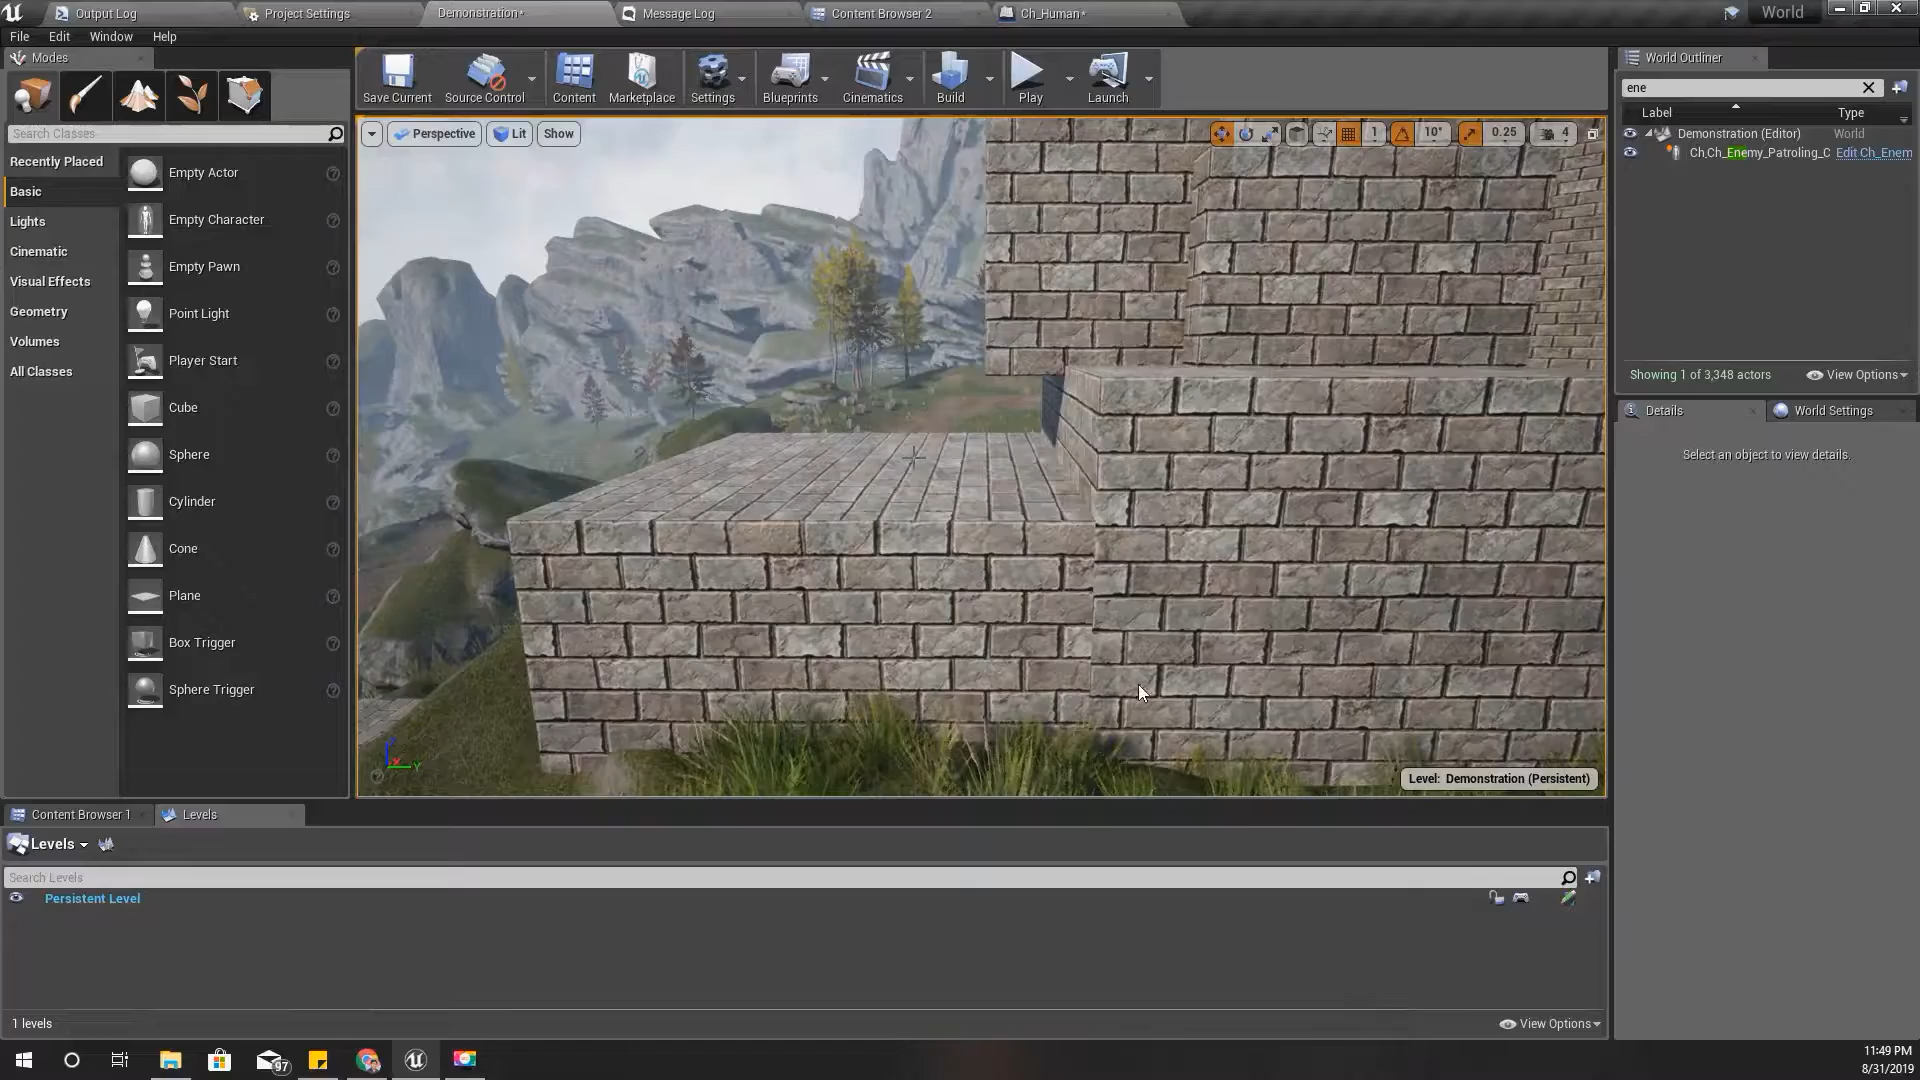 Output Log
Project Settings
Demonstration*
Message Log
Content Browser 2
Ch_Human*
World
File
Edit
Window
Help
Modes
Save Current
Source Control
Content
Marketplace
Settings
Blueprints
Cinematics
Build
Play
Launch
World Outliner
ene
Label
Type
Demonstration (Editor)
World
Ch_Ch_Enemy_Patroling_C
Edit Ch_Enem
Showing 1 of 3,348 actors
View Options
Search Classes
Recently Placed
Basic
Lights
Cinematic
Visual Effects
Geometry
Volumes
All Classes
Empty Actor
Empty Character
Empty Pawn
Point Light
Player Start
Cube
Sphere
Cylinder
Cone
Plane
Box Trigger
Sphere Trigger
Perspective
Lit
Show
1
10°
0.25
4
Y
Level: Demonstration (Persistent)
Details
World Settings
Select an object to view details.
Content Browser 1
Levels
Levels
Search Levels
Persistent Level
1 levels
View Options
97
11:49 PM
8/31/2019